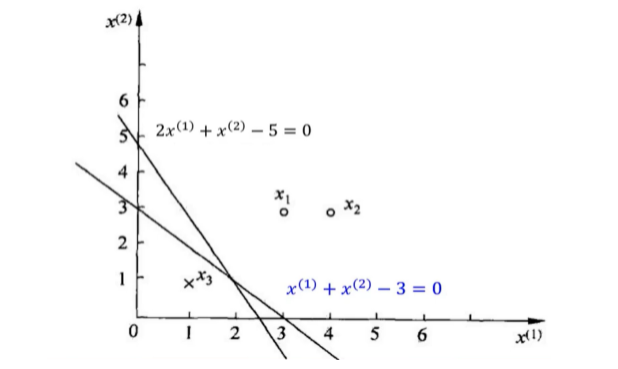 x(2)
6
2x(1) + x(2) − 5 = 0
5
4
x1
x2
3
2
x3
1
x(1) + x(2) − 3 = 0
0 1 2 3 4 5 6
x(1)